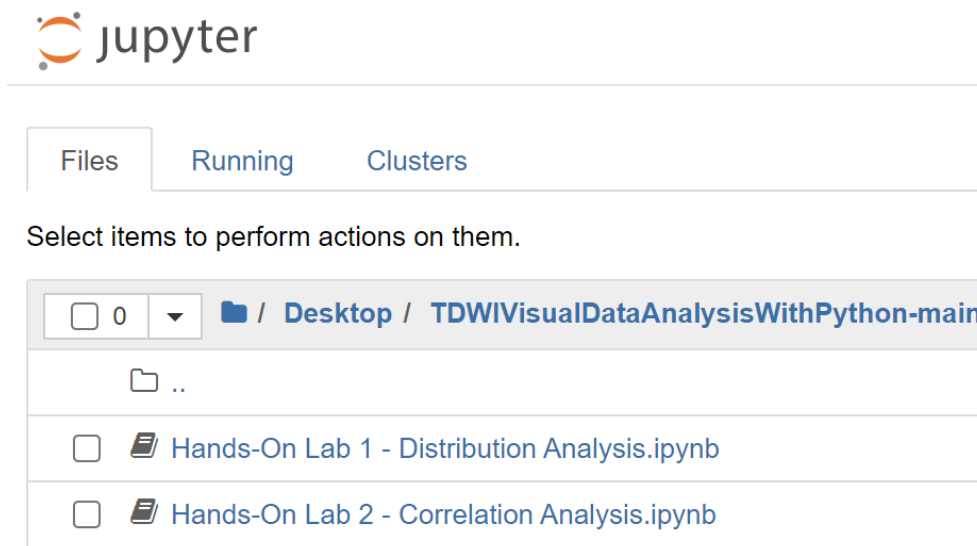 jupyter
Files Running Clusters
Select items to perform actions on them.
0 / Desktop / TDWIVisualDataAnalysisWithPython-main
..
Hands-On Lab 1 - Distribution Analysis.ipynb
Hands-On Lab 2 - Correlation Analysis.ipynb